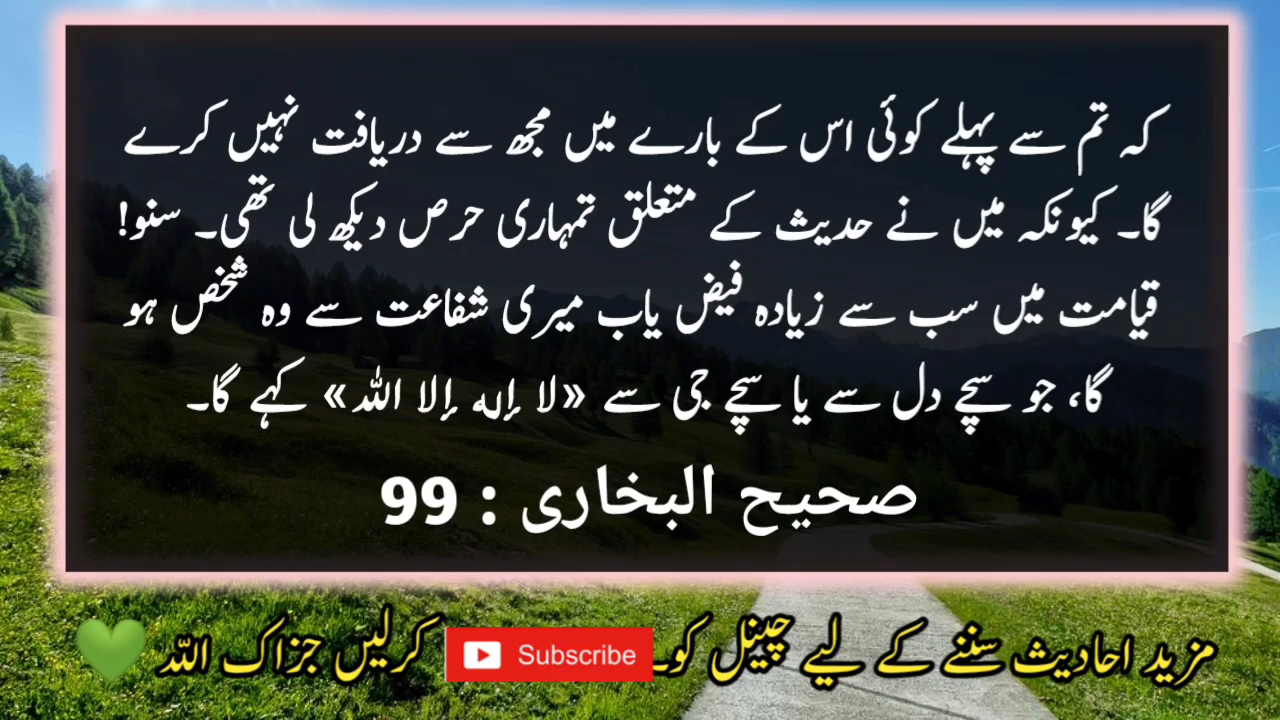 کہ تم سے پہلے کوئی اس کے بارے میں مجھ سے دریافت نہیں کرے
گا۔ کیونکہ میں نے حدیث کے متعلق تمہاری حرص دیکھ لی تھی۔ سنو!
قیامت میں سب سے زیادہ فیض یاب میری شفاعت سے وہ شخص ہو
گا، جو سچے دل سے یا سچے جی سے «لا إله إلا الله» کہے گا۔
صحیح البخاری : 99
مزید احادیث سننے کے لیے چینل کو Subscribe کرلیں جزاک اللہ